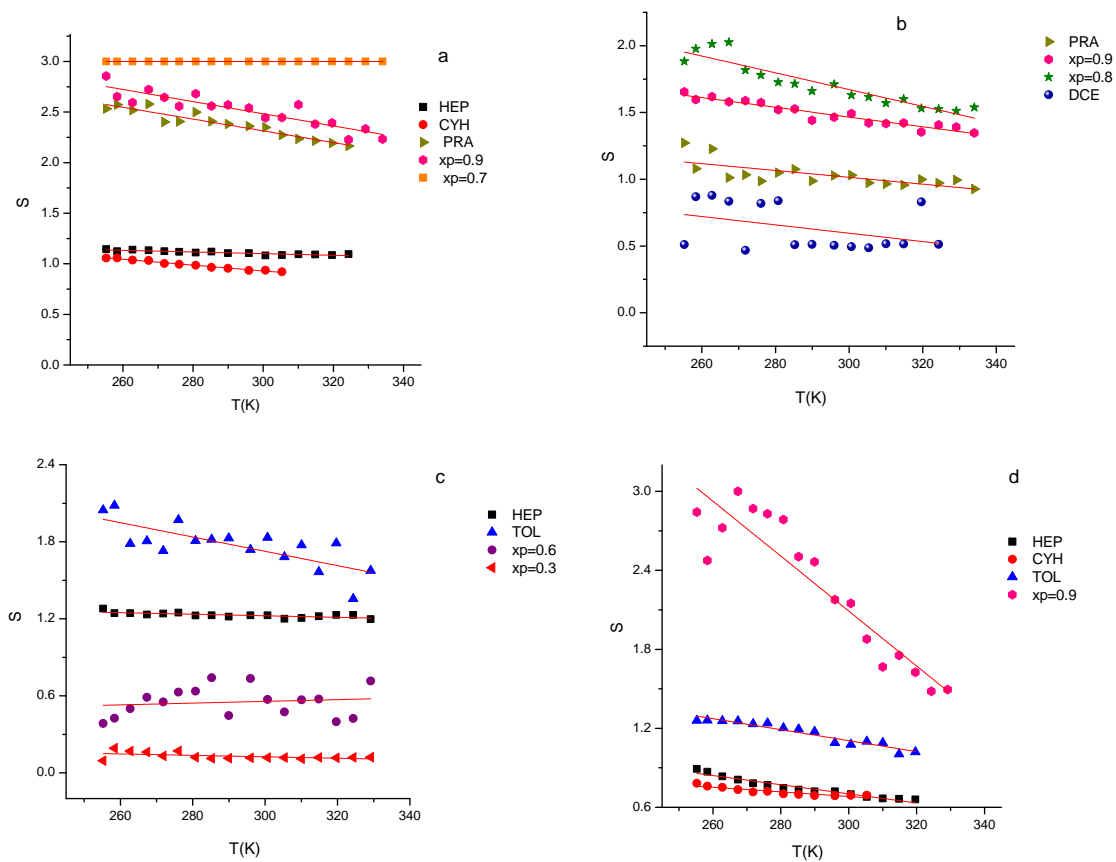 a
3.0
2.5
2.0
1.5
1.0
0.5
0.0
S
260
280
300
320
340
T(K)
HEP
CYH
PRA
xp=0.9
xp=0.7
b
2.0
1.5
1.0
0.5
0.0
S
260
280
300
320
340
T(K)
PRA
xp=0.9
xp=0.8
DCE
c
2.4
1.8
1.2
0.6
0.0
S
260
280
300
320
340
T(K)
HEP
TOL
xp=0.6
xp=0.3
d
3.0
2.4
1.8
1.2
0.6
S
260
280
300
320
340
T(K)
HEP
CYH
TOL
xp=0.9